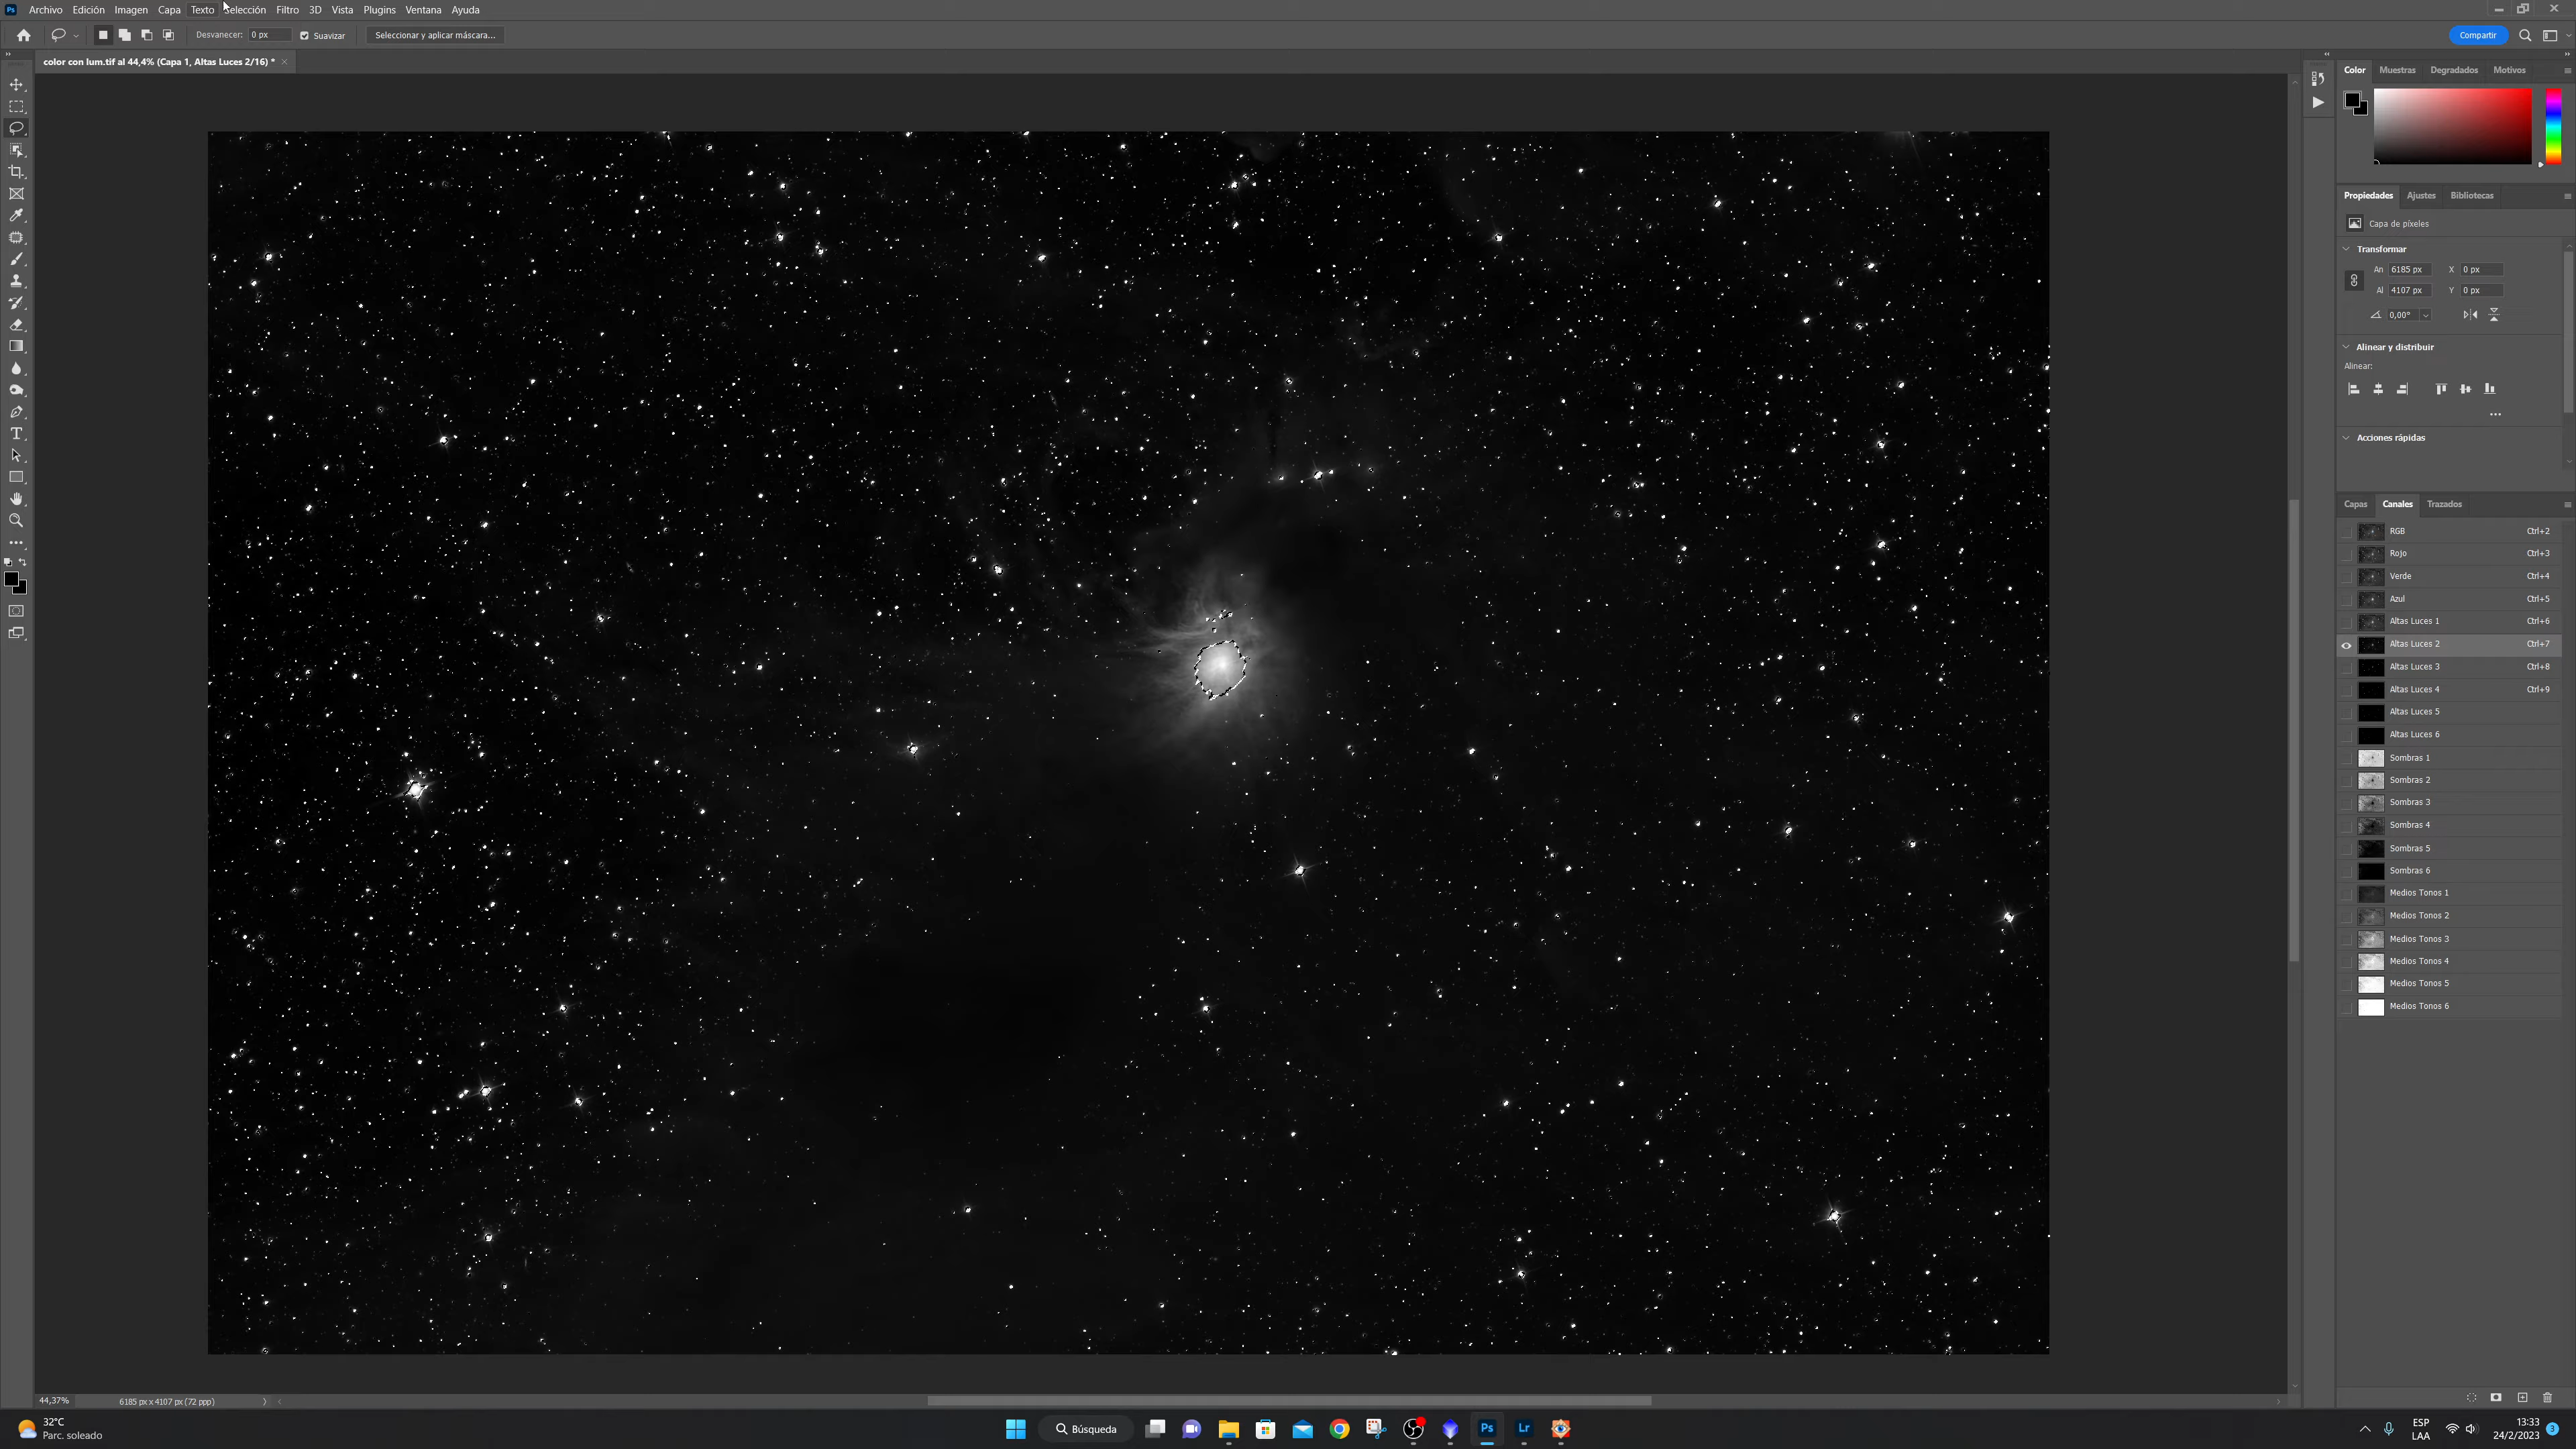 Ps Archivo Edición Imagen Capa Texto Selección Filtro 3D Vista Plugins Ventana Ayuda
Desvanecer: 0 px Suavizar Seleccionar y aplicar máscara... Compartir
color con lum.tif al 44,4% (Capa 1, Altas Luces 2/16) *
Color Muestras Degradados Motivos
Propiedades Ajustes Bibliotecas
Capa de píxeles
Transformar
An 6185 px X 0 px
Al 4107 px Y 0 px
0,00°
Alinear y distribuir
Alinear:
Acciones rápidas
Capas Canales Trazados
RGB Ctrl+2
Rojo Ctrl+3
Verde Ctrl+4
Azul Ctrl+5
Altas Luces 1 Ctrl+6
Altas Luces 2 Ctrl+7
Altas Luces 3 Ctrl+8
Altas Luces 4 Ctrl+9
Altas Luces 5
Altas Luces 6
Sombras 1
Sombras 2
Sombras 3
Sombras 4
Sombras 5
Sombras 6
Medios Tonos 1
Medios Tonos 2
Medios Tonos 3
Medios Tonos 4
Medios Tonos 5
Medios Tonos 6
44,37% 6185 px x 4107 px (72 ppp)
32°C
Parc. soleado
Búsqueda
Ps
Lr
ESP
LAA
13:33
24/2/2023
3